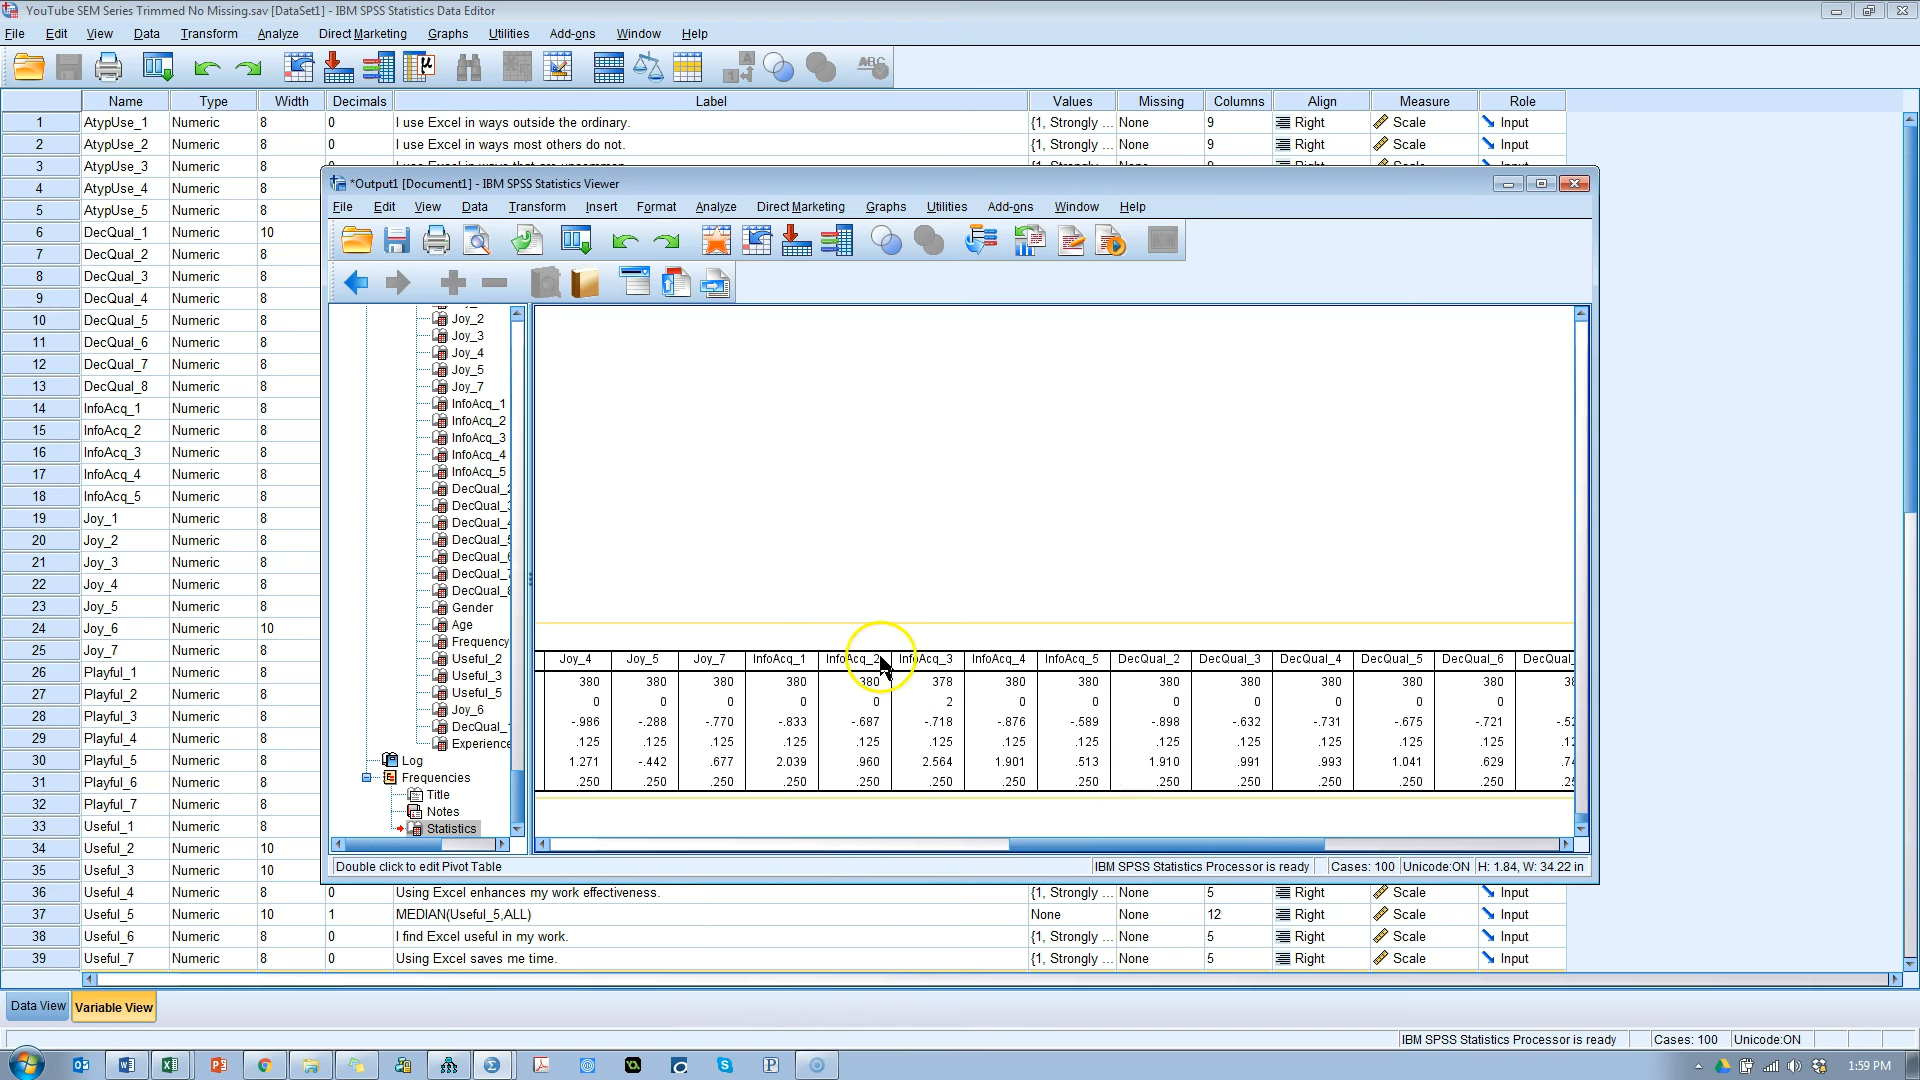 YouTube SEM Series Trimmed No Missing.sav [DataSet1] - IBM SPSS Statistics Data Editor
File Edit View Data Transform Analyze Direct Marketing Graphs Utilities Add-ons Window Help
Name Type Width Decimals Label Values Missing Columns Align Measure Role
1 AtypUse_1 Numeric 8 0 I use Excel in ways outside the ordinary. {1, Strongly ... None 9 Right Scale Input
2 AtypUse_2 Numeric 8 0 I use Excel in ways most others do not. {1, Strongly ... None 9 Right Scale Input
3 AtypUse_3 Numeric 8
4 AtypUse_4 Numeric 8
5 AtypUse_5 Numeric 8
6 DecQual_1 Numeric 10
7 DecQual_2 Numeric 8
8 DecQual_3 Numeric 8
9 DecQual_4 Numeric 8
10 DecQual_5 Numeric 8
11 DecQual_6 Numeric 8
12 DecQual_7 Numeric 8
13 DecQual_8 Numeric 8
14 InfoAcq_1 Numeric 8
15 InfoAcq_2 Numeric 8
16 InfoAcq_3 Numeric 8
17 InfoAcq_4 Numeric 8
18 InfoAcq_5 Numeric 8
19 Joy_1 Numeric 8
20 Joy_2 Numeric 8
21 Joy_3 Numeric 8
22 Joy_4 Numeric 8
23 Joy_5 Numeric 8
24 Joy_6 Numeric 10
25 Joy_7 Numeric 8
26 Playful_1 Numeric 8
27 Playful_2 Numeric 8
28 Playful_3 Numeric 8
29 Playful_4 Numeric 8
30 Playful_5 Numeric 8
31 Playful_6 Numeric 8
32 Playful_7 Numeric 8
33 Useful_1 Numeric 8
34 Useful_2 Numeric 10
35 Useful_3 Numeric 10
36 Useful_4 Numeric 8 0 Using Excel enhances my work effectiveness. {1, Strongly ... None 5 Right Scale Input
37 Useful_5 Numeric 10 1 MEDIAN(Useful_5,ALL) None None 12 Right Scale Input
38 Useful_6 Numeric 8 0 I find Excel useful in my work. {1, Strongly ... None 5 Right Scale Input
39 Useful_7 Numeric 8 0 Using Excel saves me time. {1, Strongly ... None 5 Right Scale Input
*Output1 [Document1] - IBM SPSS Statistics Viewer
File Edit View Data Transform Insert Format Analyze Direct Marketing Graphs Utilities Add-ons Window Help
Joy_2
Joy_3
Joy_4
Joy_5
Joy_7
InfoAcq_1
InfoAcq_2
InfoAcq_3
InfoAcq_4
InfoAcq_5
DecQual_2
DecQual_3
DecQual_4
DecQual_5
DecQual_6
DecQual_7
DecQual_8
Gender
Age
Frequency
Useful_2
Useful_3
Useful_5
Joy_6
DecQual_1
Experience
Log
Frequencies
Title
Notes
Statistics
Joy_4 Joy_5 Joy_7 InfoAcq_1 InfoAcq_2 InfoAcq_3 InfoAcq_4 InfoAcq_5 DecQual_2 DecQual_3 DecQual_4 DecQual_5 DecQual_6 DecQual_
380 380 380 380 380 378 380 380 380 380 380 380 380 38
0 0 0 0 0 2 0 0 0 0 0 0 0
-.986 -.288 -.770 -.833 -.687 -.718 -.876 -.589 -.898 -.632 -.731 -.675 -.721 -.52
.125 .125 .125 .125 .125 .125 .125 .125 .125 .125 .125 .125 .125 .12
1.271 -.442 .677 2.039 .960 2.564 1.901 .513 1.910 .991 .993 1.041 .629 .74
.250 .250 .250 .250 .250 .250 .250 .250 .250 .250 .250 .250 .250 .25
Double click to edit Pivot Table IBM SPSS Statistics Processor is ready Cases: 100 Unicode:ON H: 1.84, W: 34.22 in
Data View Variable View
IBM SPSS Statistics Processor is ready Cases: 100 Unicode:ON
1:59 PM